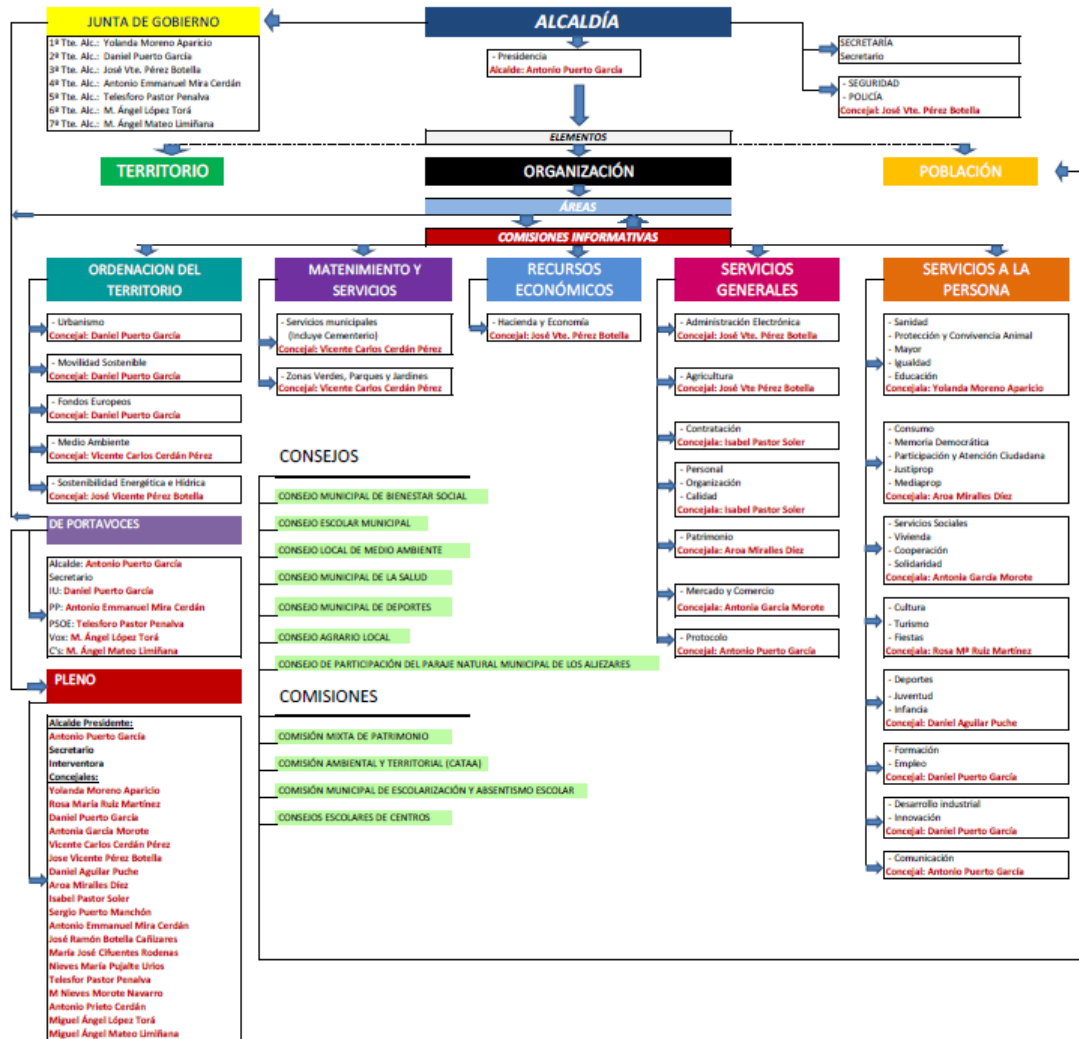 JUNTA DE GOBIERNO
1ª Tte. Alc.: Yolanda Moreno Aparicio
2ª Tte. Alc.: Daniel Puerto García
3ª Tte. Alc.: José Vte. Pérez Botella
4ª Tte. Alc.: Antonio Emmanuel Mira Cerdán
5ª Tte. Alc.: Telesforo Pastor Penalva
6ª Tte. Alc.: M. Ángel López Torá
7ª Tte. Alc.: M. Ángel Mateo Limiñana
ALCALDÍA
- Presidencia
Alcalde: Antonio Puerto García
SECRETARÍA
Secretario
- SEGURIDAD
- POLICÍA
Concejal: José Vte. Pérez Botella
ELEMENTOS
TERRITORIO
ORGANIZACIÓN
POBLACIÓN
ÁREAS
COMISIONES INFORMATIVAS
ORDENACION DEL
TERRITORIO
- Urbanismo
Concejal: Daniel Puerto García
- Movilidad Sostenible
Concejal: Daniel Puerto García
- Fondos Europeos
Concejal: Daniel Puerto García
- Medio Ambiente
Concejal: Vicente Carlos Cerdán Pérez
- Sostenibilidad Energética e Hídrica
Concejal: José Vicente Pérez Botella
MATENIMIENTO Y
SERVICIOS
- Servicios municipales
(Incluye Cementerio)
Concejal: Vicente Carlos Cerdán Pérez
- Zonas Verdes, Parques y Jardines
Concejal: Vicente Carlos Cerdán Pérez
RECURSOS
ECONÓMICOS
- Hacienda y Economía
Concejal: José Vte. Pérez Botella
SERVICIOS
GENERALES
- Administración Electrónica
Concejal: José Vte. Pérez Botella
- Agricultura
Concejal: José Vte Pérez Botella
- Contratación
Concejala: Isabel Pastor Soler
- Personal
- Organización
- Calidad
Concejala: Isabel Pastor Soler
- Patrimonio
Concejala: Aroa Miralles Díez
- Mercado y Comercio
Concejala: Antonia García Morote
- Protocolo
Concejal: Antonio Puerto García
SERVICIOS A LA
PERSONA
- Sanidad
- Protección y Convivencia Animal
- Mayor
- Igualdad
- Educación
Concejala: Yolanda Moreno Aparicio
- Consumo
- Memoria Democrática
- Participación y Atención Ciudadana
- Justiprop
- Mediaprop
Concejala: Aroa Miralles Díez
- Servicios Sociales
- Vivienda
- Cooperación
- Solidaridad
Concejala: Antonia García Morote
- Cultura
- Turismo
- Fiestas
Concejala: Rosa Mª Ruiz Martínez
- Deportes
- Juventud
- Infancia
Concejal: Daniel Aguilar Puche
- Formación
- Empleo
Concejal: Daniel Puerto García
- Desarrollo industrial
- Innovación
Concejal: Daniel Puerto García
- Comunicación
Concejal: Antonio Puerto García
DE PORTAVOCES
Alcalde: Antonio Puerto García
Secretario
IU: Daniel Puerto García
PP: Antonio Emmanuel Mira Cerdán
PSOE: Telesforo Pastor Penalva
Vox: M. Ángel López Torá
C's: M. Ángel Mateo Limiñana
PLENO
Alcalde Presidente:
Antonio Puerto García
Secretario
Interventora
Concejales:
Yolanda Moreno Aparicio
Rosa María Ruiz Martínez
Daniel Puerto García
Antonia García Morote
Vicente Carlos Cerdán Pérez
Jose Vicente Pérez Botella
Daniel Aguilar Puche
Aroa Miralles Díez
Isabel Pastor Soler
Sergio Puerto Manchón
Antonio Emmanuel Mira Cerdán
José Ramón Botella Cañizares
María José Cifuentes Rodenas
Nieves María Pujalte Urios
Telesfor Pastor Penalva
M Nieves Morote Navarro
Antonio Prieto Cerdán
Miguel Ángel López Torá
Miguel Ángel Mateo Limiñana
CONSEJOS
CONSEJO MUNICIPAL DE BIENESTAR SOCIAL
CONSEJO ESCOLAR MUNICIPAL
CONSEJO LOCAL DE MEDIO AMBIENTE
CONSEJO MUNICIPAL DE LA SALUD
CONSEJO MUNICIPAL DE DEPORTES
CONSEJO AGRARIO LOCAL
CONSEJO DE PARTICIPACIÓN DEL PARAJE NATURAL MUNICIPAL DE LOS ALJEZARES
COMISIONES
COMISIÓN MIXTA DE PATRIMONIO
COMISIÓN AMBIENTAL Y TERRITORIAL (CATAA)
COMISIÓN MUNICIPAL DE ESCOLARIZACIÓN Y ABSENTISMO ESCOLAR
CONSEJOS ESCOLARES DE CENTROS